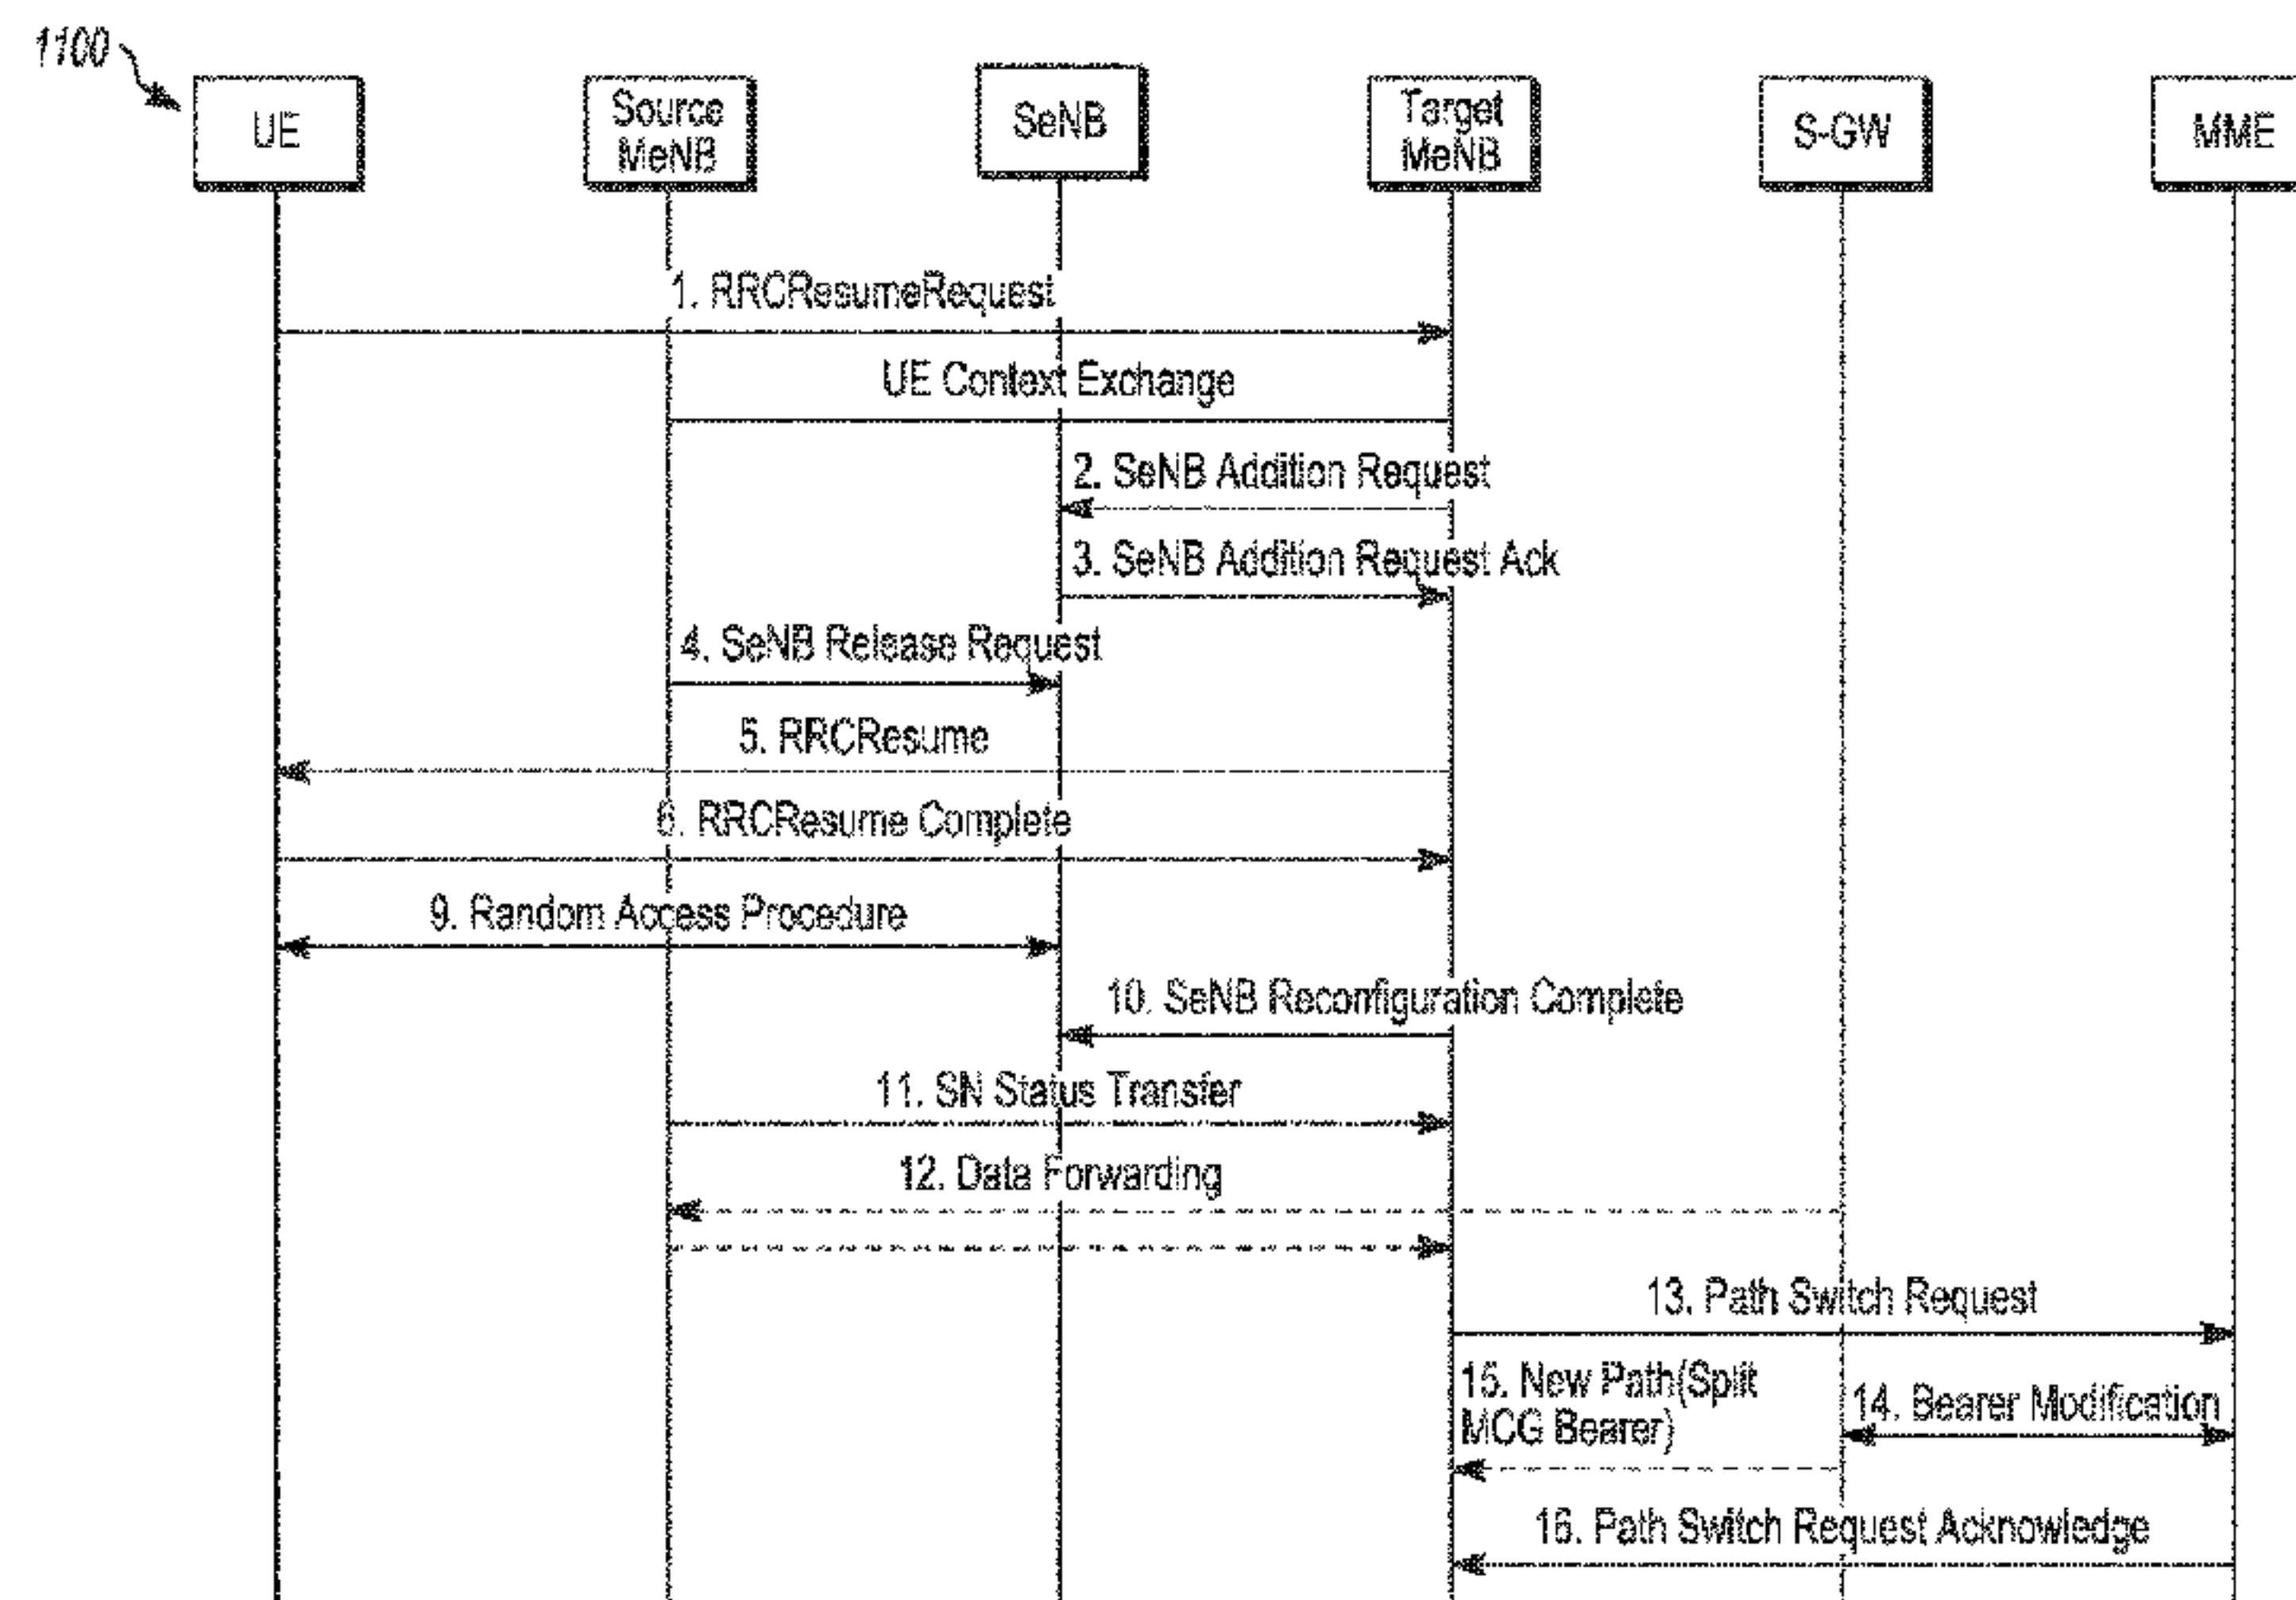 1100
UE
Source
MeNB
SeNB
Target
MeNB
S-GW
MME
1. RRCResumeRequest
UE Context Exchange
2. SeNB Addition Request
3. SeNB Addition Request Ack
4. SeNB Release Request
5. RRCResume
6. RRCResume Complete
9. Random Access Procedure
10. SeNB Reconfiguration Complete
11. SN Status Transfer
12. Data Forwarding
13. Path Switch Request
15. New Path(Split
MCG Bearer)
14. Bearer Modification
16. Path Switch Request Acknowledge